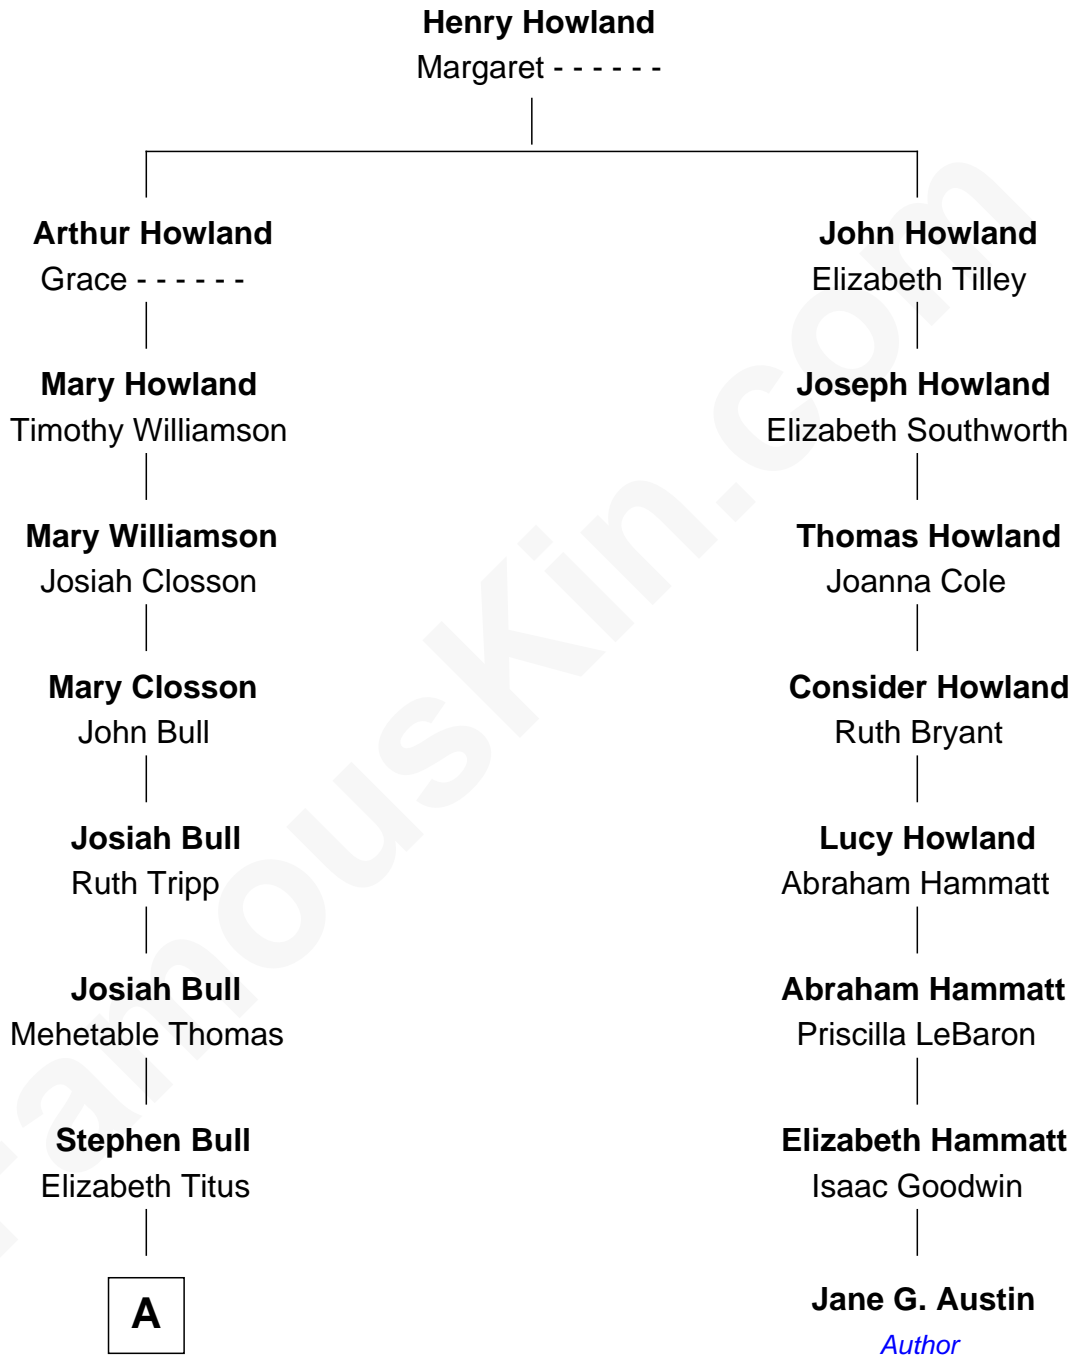 Henry Howland
Margaret - - - - - -
Arthur Howland
Grace - - - - - -
Mary Howland
Timothy Williamson
Mary Williamson
Josiah Closson
Mary Closson
John Bull
Josiah Bull
Ruth Tripp
Josiah Bull
Mehetable Thomas
Stephen Bull
Elizabeth Titus
A
John Howland
Elizabeth Tilley
Joseph Howland
Elizabeth Southworth
Thomas Howland
Joanna Cole
Consider Howland
Ruth Bryant
Lucy Howland
Abraham Hammatt
Abraham Hammatt
Priscilla LeBaron
Elizabeth Hammatt
Isaac Goodwin
Jane G. Austin
Author
FamousKin.com